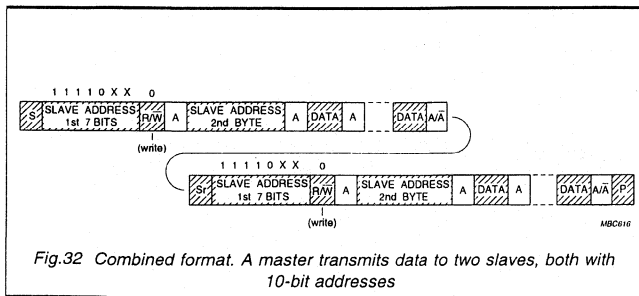 1 1 1 1 0 X X 0
S SLAVE ADDRESS R/W̅ A SLAVE ADDRESS A DATA A DATA A/A̅
1st 7 BITS 2nd BYTE
(write)
1 1 1 1 0 X X 0
Sr SLAVE ADDRESS R/W̅ A SLAVE ADDRESS A DATA A DATA A/A̅ P
1st 7 BITS 2nd BYTE
(write)
MBC616
Fig.32 Combined format. A master transmits data to two slaves, both with
10-bit addresses